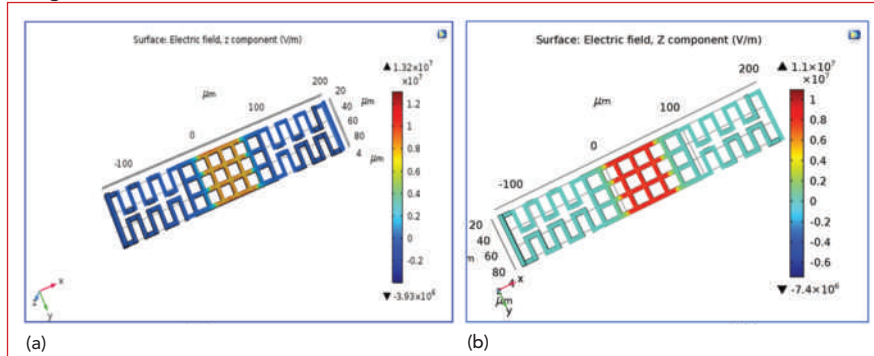 Surface: Electric field, z component (V/m)
▲ 1.32×10⁷
×10⁷
μm
200
20
40
60
80
4
μm
100
0
-100
1.2
1
0.8
0.6
0.4
0.2
0
-0.2
▼ -3.93×10⁶
z
x
y
(a)
Surface: Electric field, Z component (V/m)
▲ 1.1×10⁷
×10⁷
μm
200
100
0
-100
20
40
60
80
4
m
μm
1
0.8
0.6
0.4
0.2
0
-0.2
-0.4
-0.6
▼ -7.4×10⁶
z
x
y
(b)